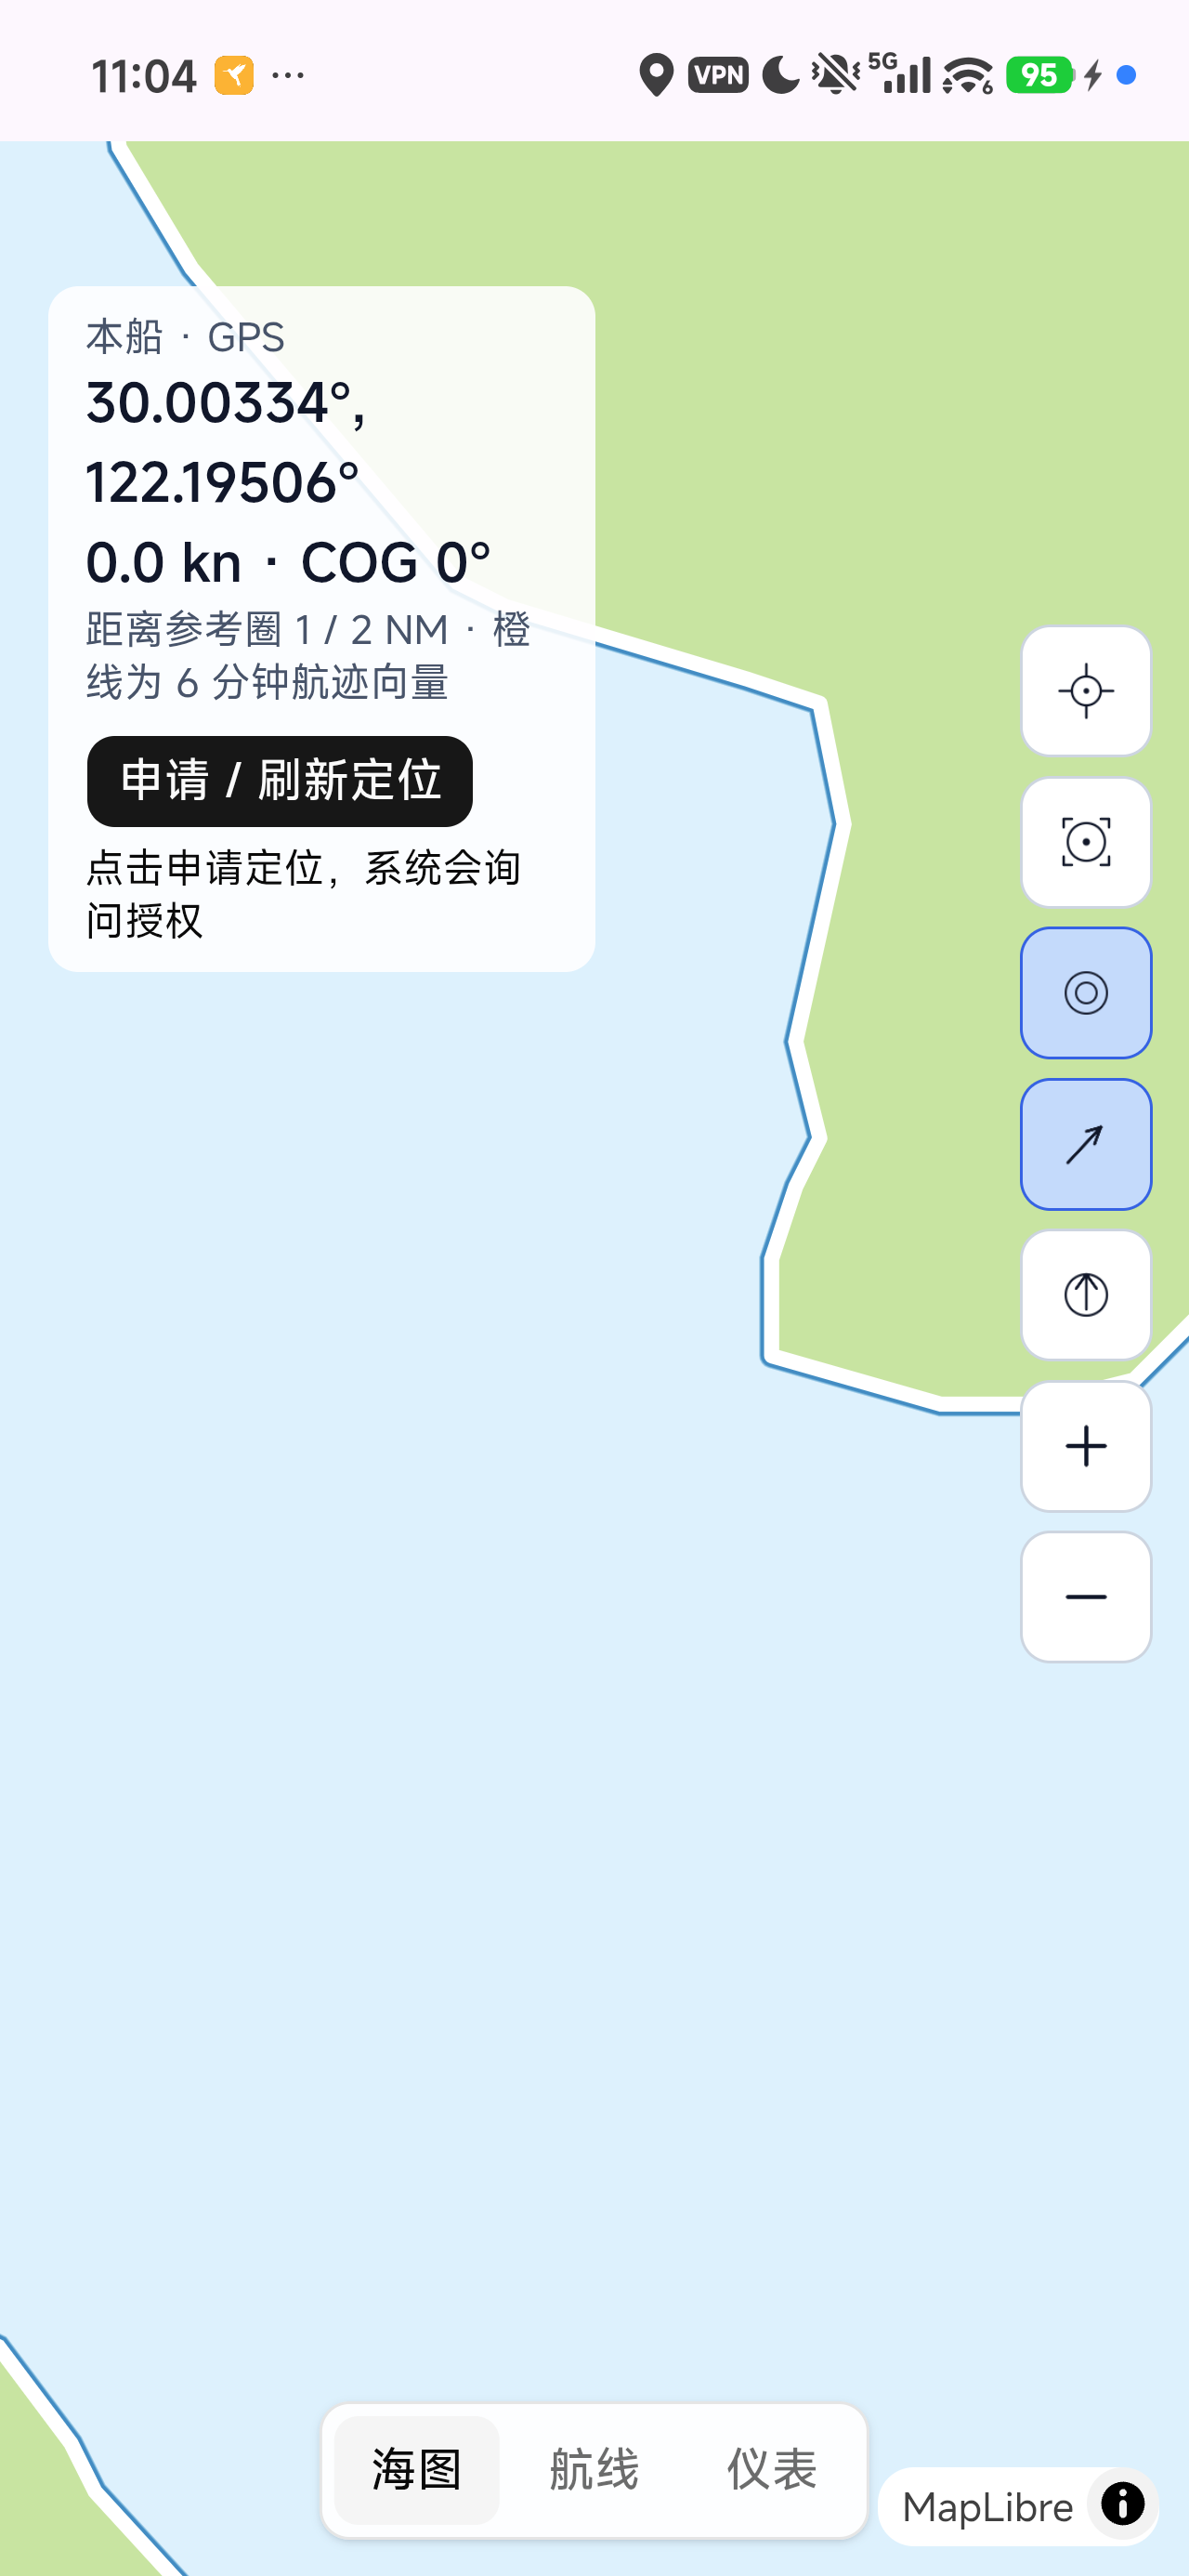 11:04 ...
VPN 5G 6 95
本船 · GPS
30.00334°,
122.19506°
0.0 kn · COG 0°
距离参考圈 1 / 2 NM · 橙
线为 6 分钟航迹向量
申请 / 刷新定位
点击申请定位，系统会询
问授权
海图 航线 仪表
MapLibre